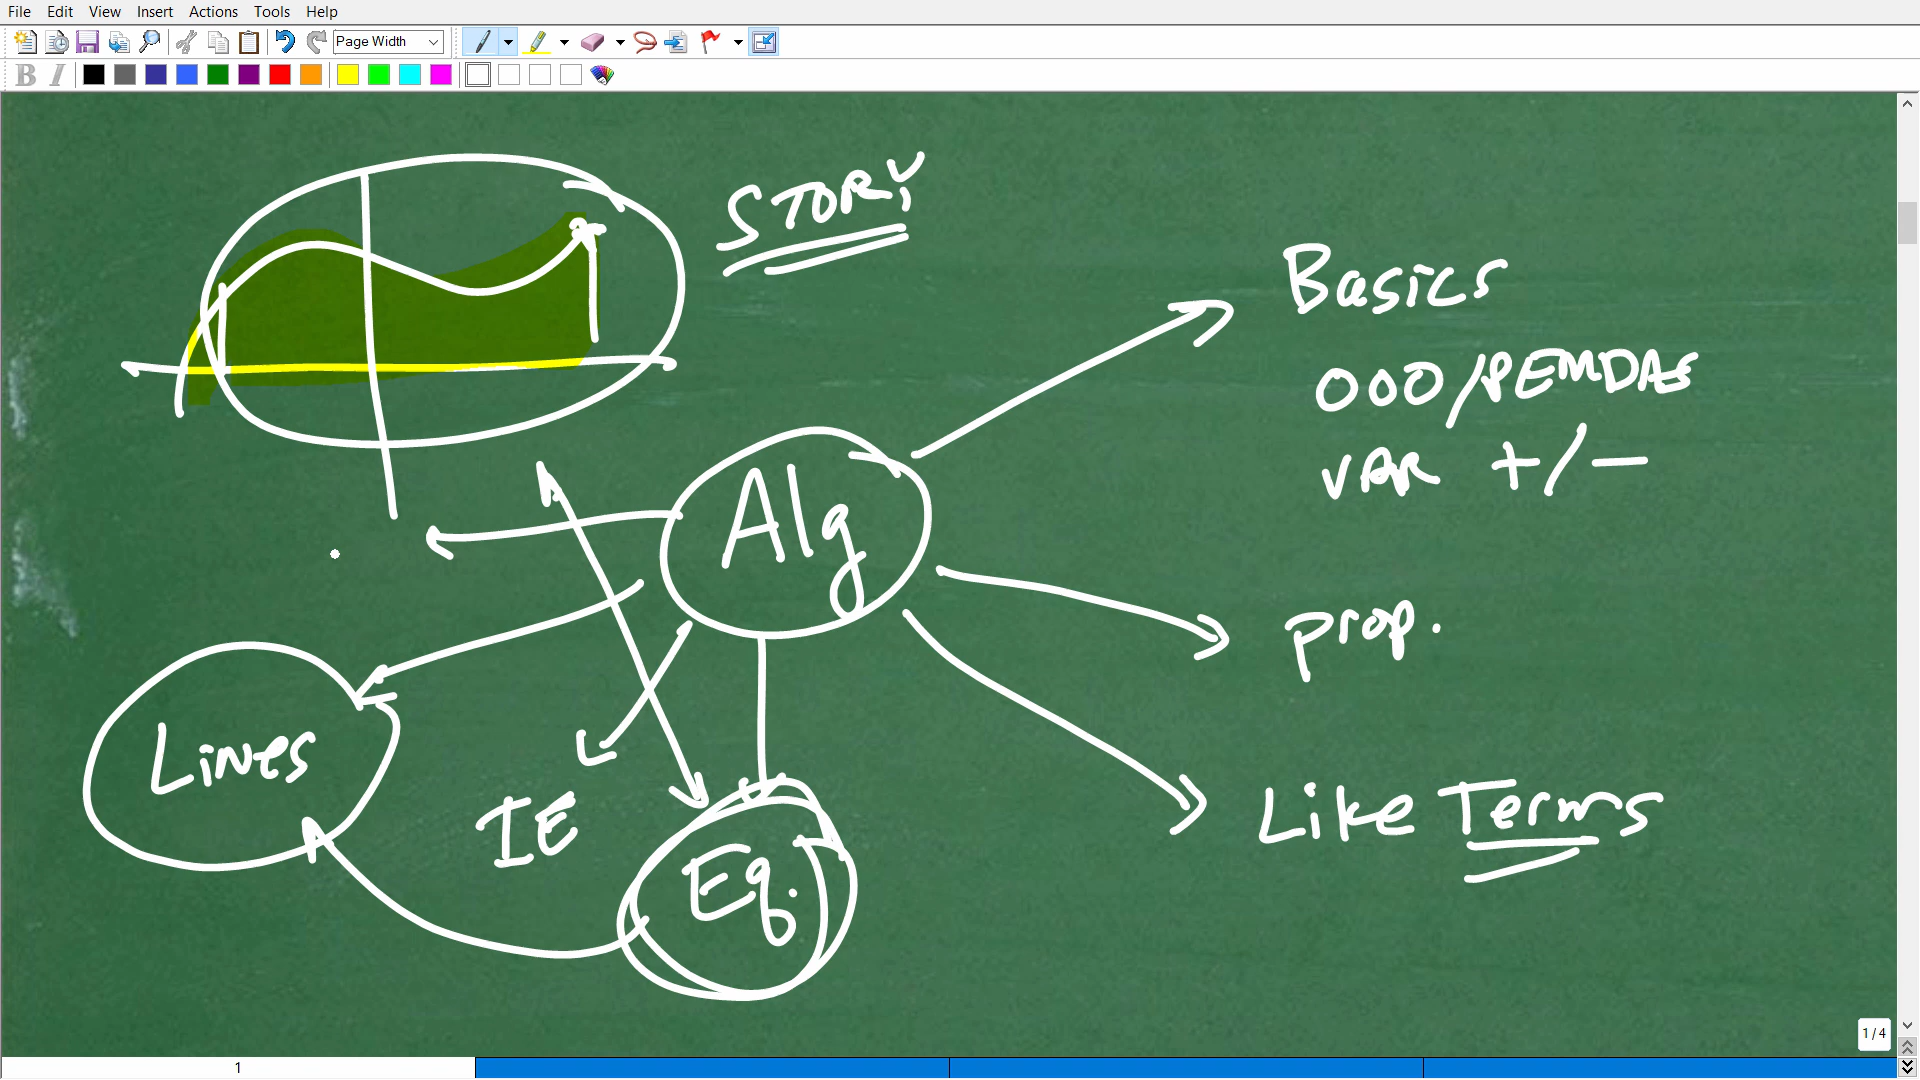 File Edit View Insert Actions Tools Help
Page Width
B I
STORY
Basics
OOO/PEMDAS
VAR +/−
Alg
prop.
Lines
IE
Like Terms
Eq.
1/4
1